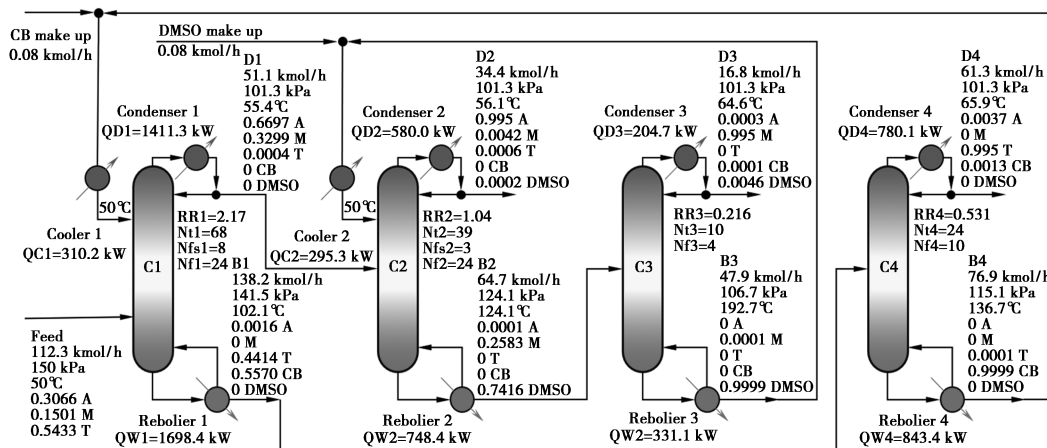 CB make up
0.08 kmol/h
DMSO make up
0.08 kmol/h
D1
51.1 kmol/h
101.3 kPa
55.4℃
0.6697 A
0.3299 M
0.0004 T
0 CB
0 DMSO
Condenser 1
QD1=1411.3 kW
50℃
Cooler 1
QC1=310.2 kW
RR1=2.17
Nt1=68
Nfs1=8
Nf1=24
C1
Feed
112.3 kmol/h
150 kPa
50℃
0.3066 A
0.1501 M
0.5433 T
B1
138.2 kmol/h
141.5 kPa
102.1℃
0.0016 A
0 M
0.4414 T
0.5570 CB
0 DMSO
Rebolier 1
QW1=1698.4 kW
D2
34.4 kmol/h
101.3 kPa
56.1℃
0.995 A
0.0042 M
0.0006 T
0 CB
0.0002 DMSO
Condenser 2
QD2=580.0 kW
50℃
Cooler 2
QC2=295.3 kW
RR2=1.04
Nt2=39
Nfs2=3
Nf2=24
C2
B2
64.7 kmol/h
124.1 kPa
124.1℃
0.0001 A
0.2583 M
0 T
0 CB
0.7416 DMSO
Rebolier 2
QW2=748.4 kW
D3
16.8 kmol/h
101.3 kPa
64.6℃
0.0003 A
0.995 M
0 T
0.0001 CB
0.0046 DMSO
Condenser 3
QD3=204.7 kW
RR3=0.216
Nt3=10
Nf3=4
C3
B3
47.9 kmol/h
106.7 kPa
192.7℃
0 A
0.0001 M
0 T
0 CB
0.9999 DMSO
Rebolier 3
QW2=331.1 kW
D4
61.3 kmol/h
101.3 kPa
65.9℃
0.0037 A
0 M
0.995 T
0.0013 CB
0 DMSO
Condenser 4
QD4=780.1 kW
RR4=0.531
Nt4=24
Nf4=10
C4
B4
76.9 kmol/h
115.1 kPa
136.7℃
0 A
0 M
0.0001 T
0.9999 CB
0 DMSO
Rebolier 4
QW4=843.4 kW